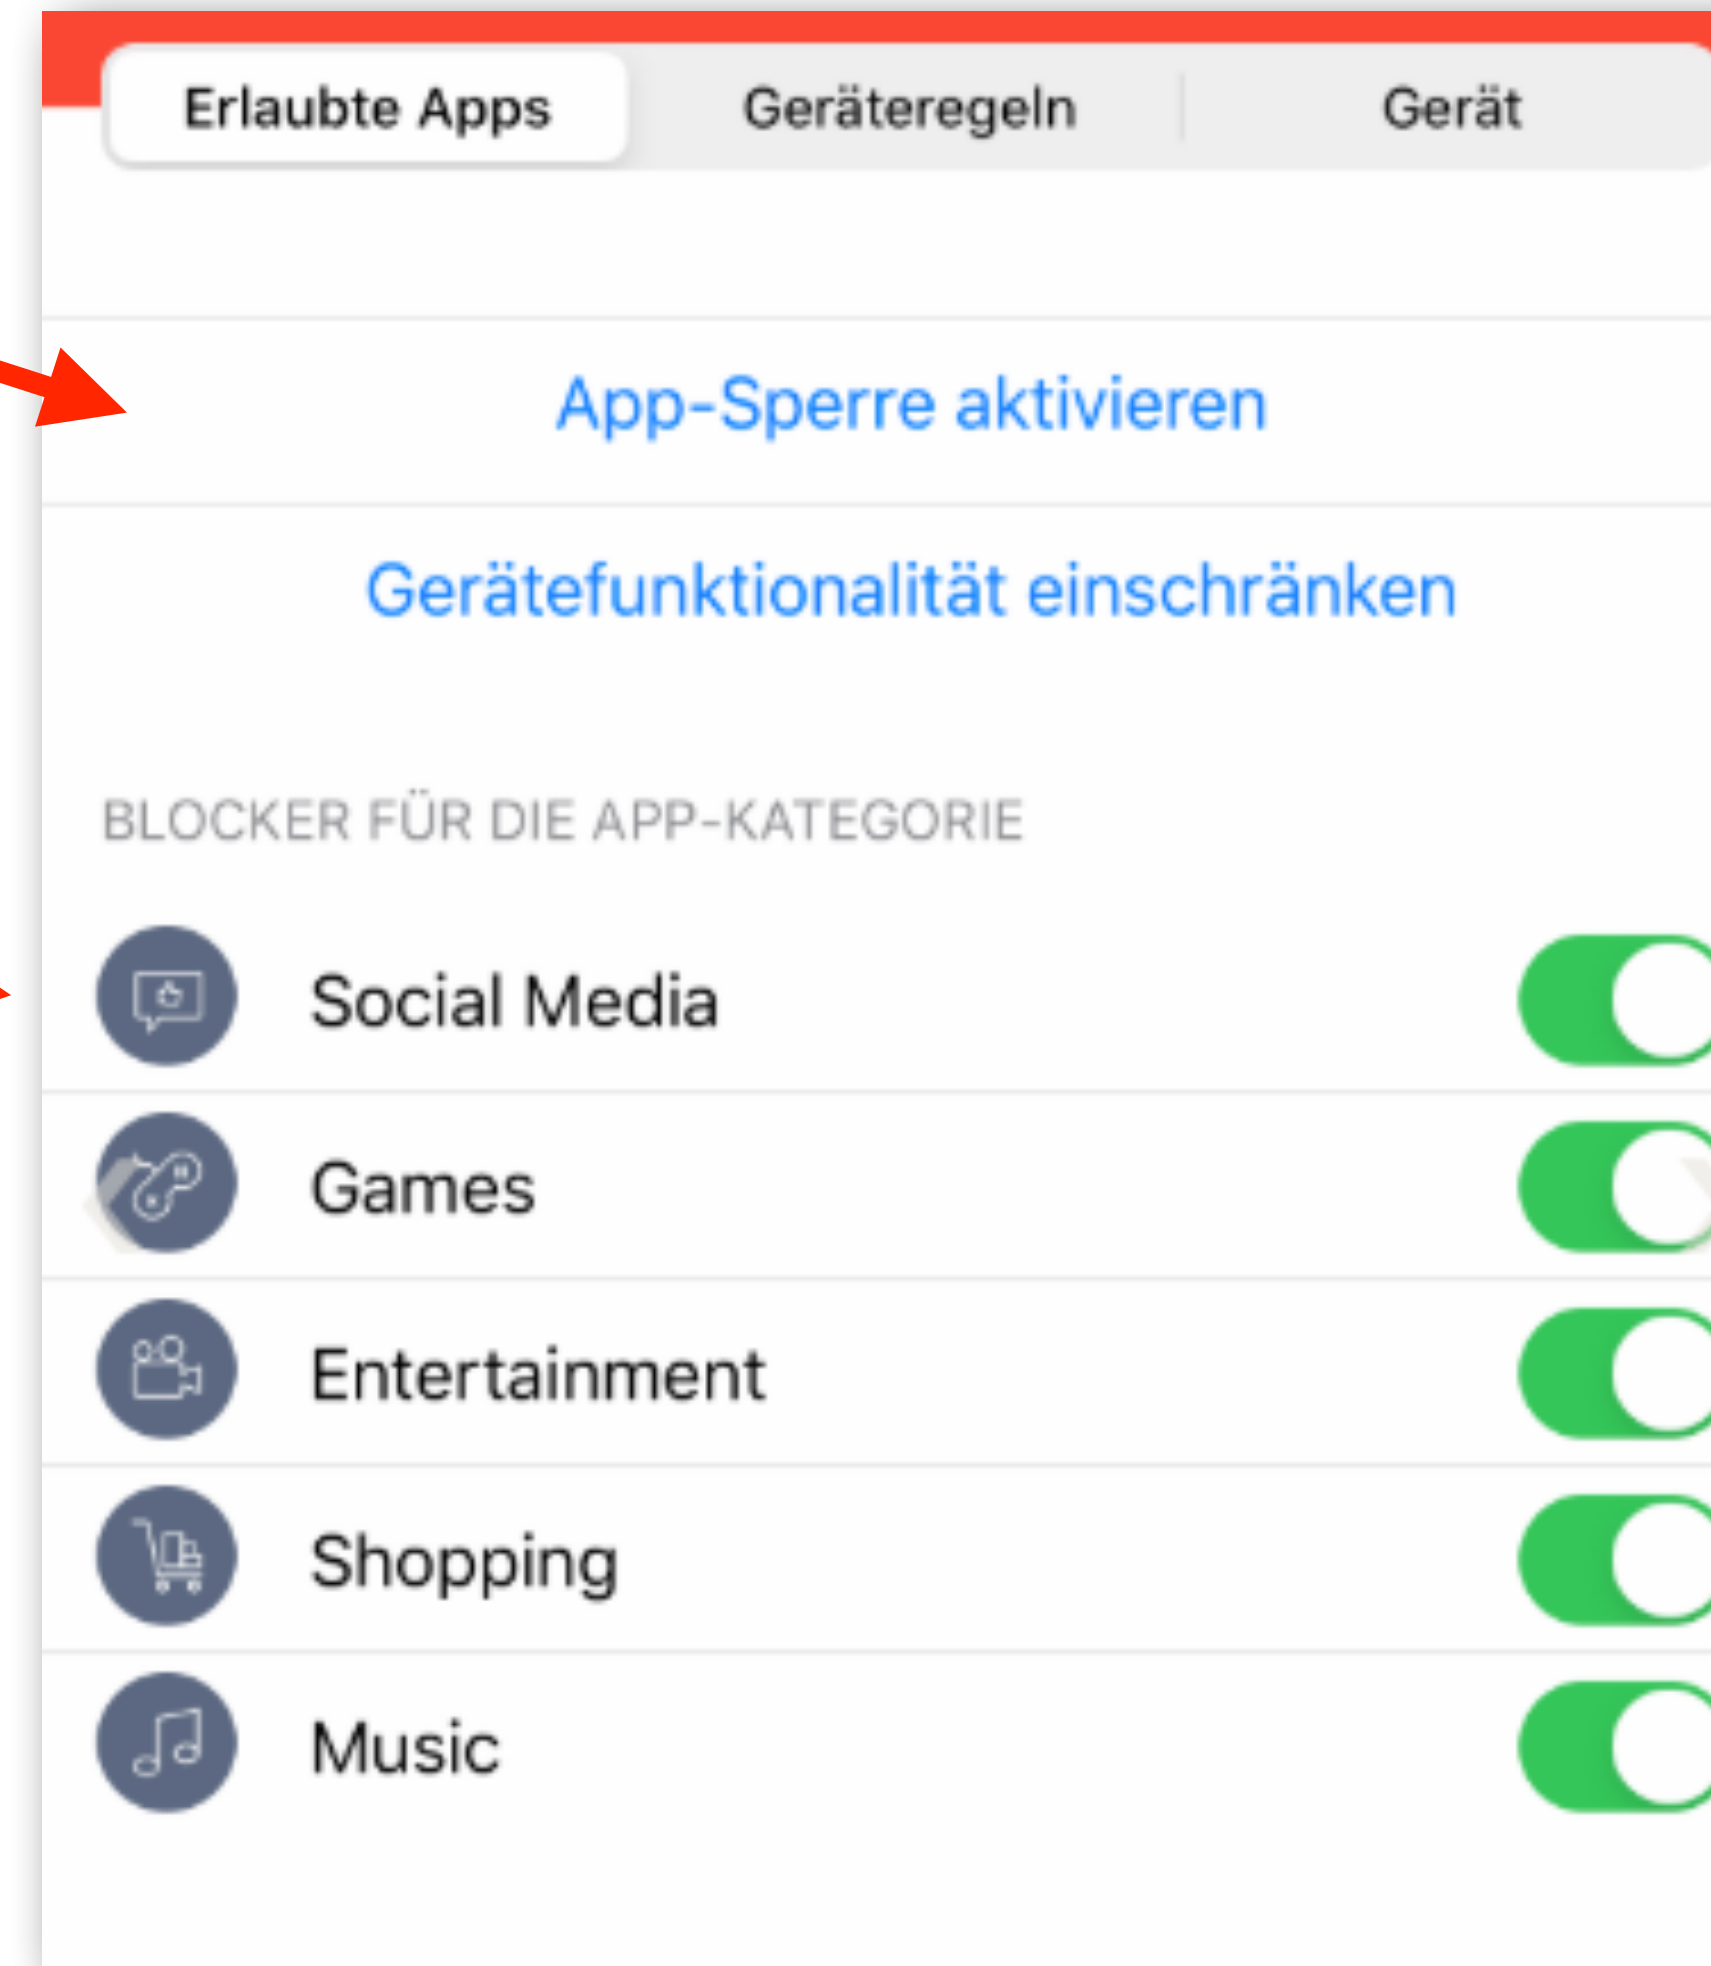 Erlaubte Apps Geräteregeln Gerät
App-Sperre aktivieren
Gerätefunktionalität einschränken
BLOCKER FÜR DIE APP-KATEGORIE
Social Media
Games
Entertainment
Shopping
Music